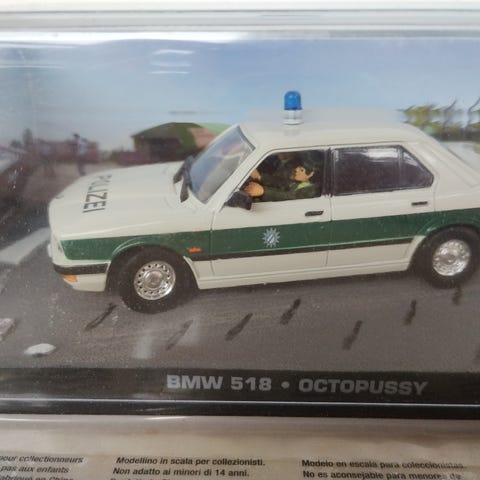 POLIZEI
BMW 518 • OCTOPUSSY
pour collectionneurs
pas aux enfants
Modellino in scala per collezionisti.
Non adatto ai minori di 14 anni.
Modelo en escala para coleccionistas.
No es aconsejable para menores de